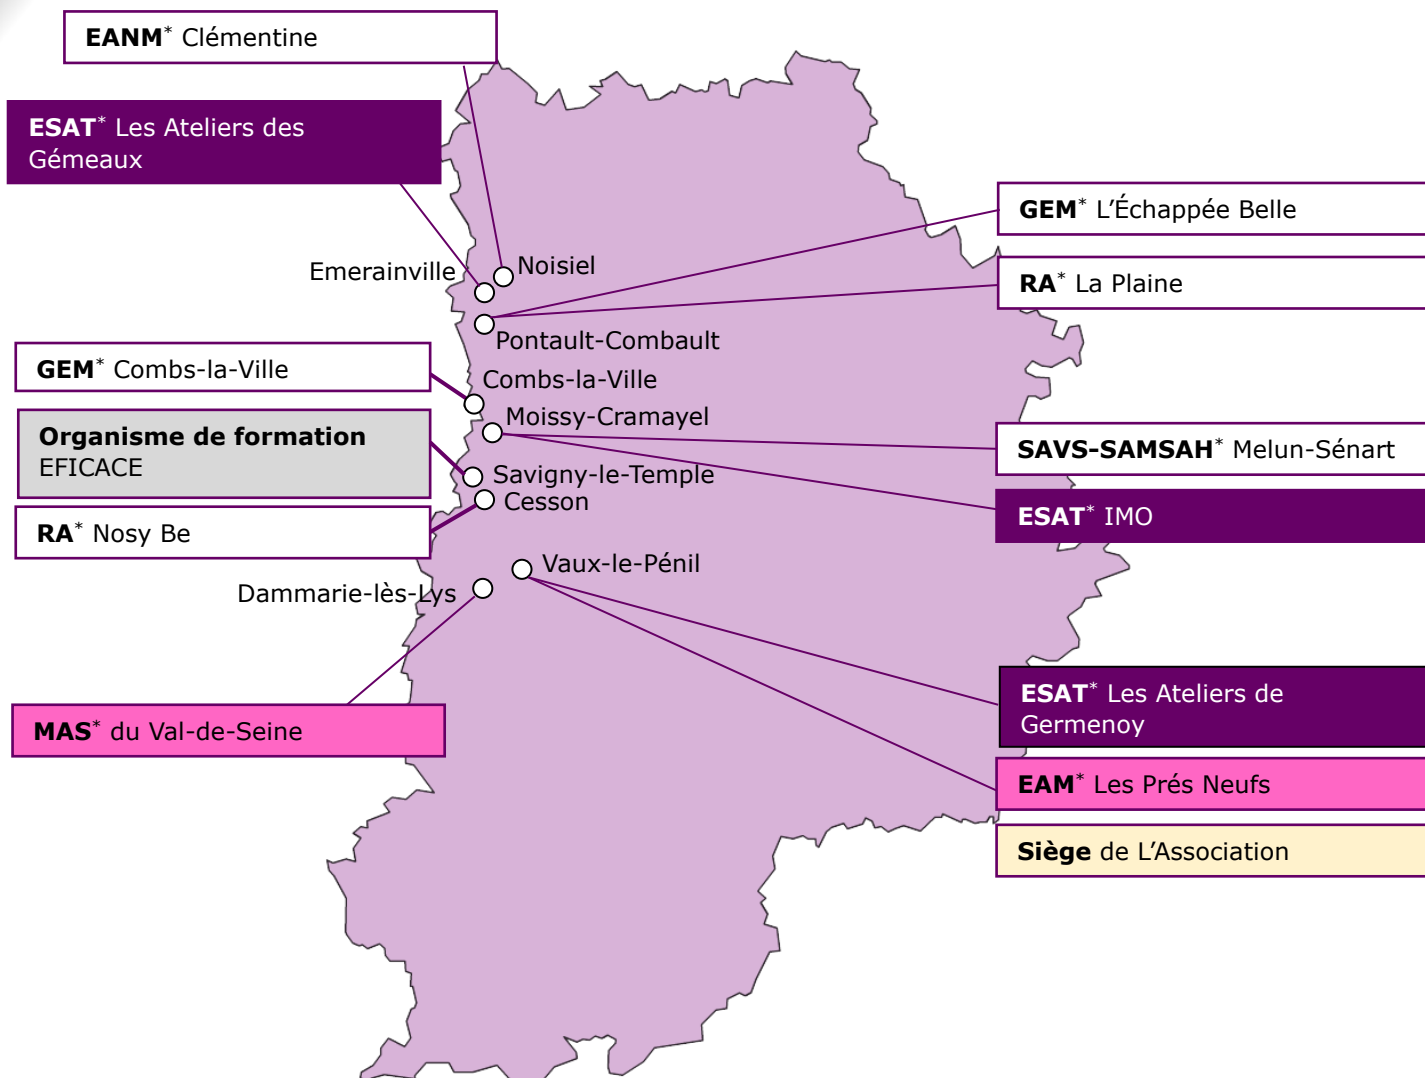 EANM* Clémentine
ESAT* Les Ateliers des
Gémeaux
GEM* L’Échappée Belle
Emerainville
Noisiel
RA* La Plaine
Pontault-Combault
GEM* Combs-la-Ville
Combs-la-Ville
Moissy-Cramayel
Organisme de formation
EFICACE
SAVS-SAMSAH* Melun-Sénart
Savigny-le-Temple
Cesson
ESAT* IMO
RA* Nosy Be
Vaux-le-Pénil
Dammarie-lès-Lys
ESAT* Les Ateliers de
Germenoy
MAS* du Val-de-Seine
EAM* Les Prés Neufs
Siège de L’Association